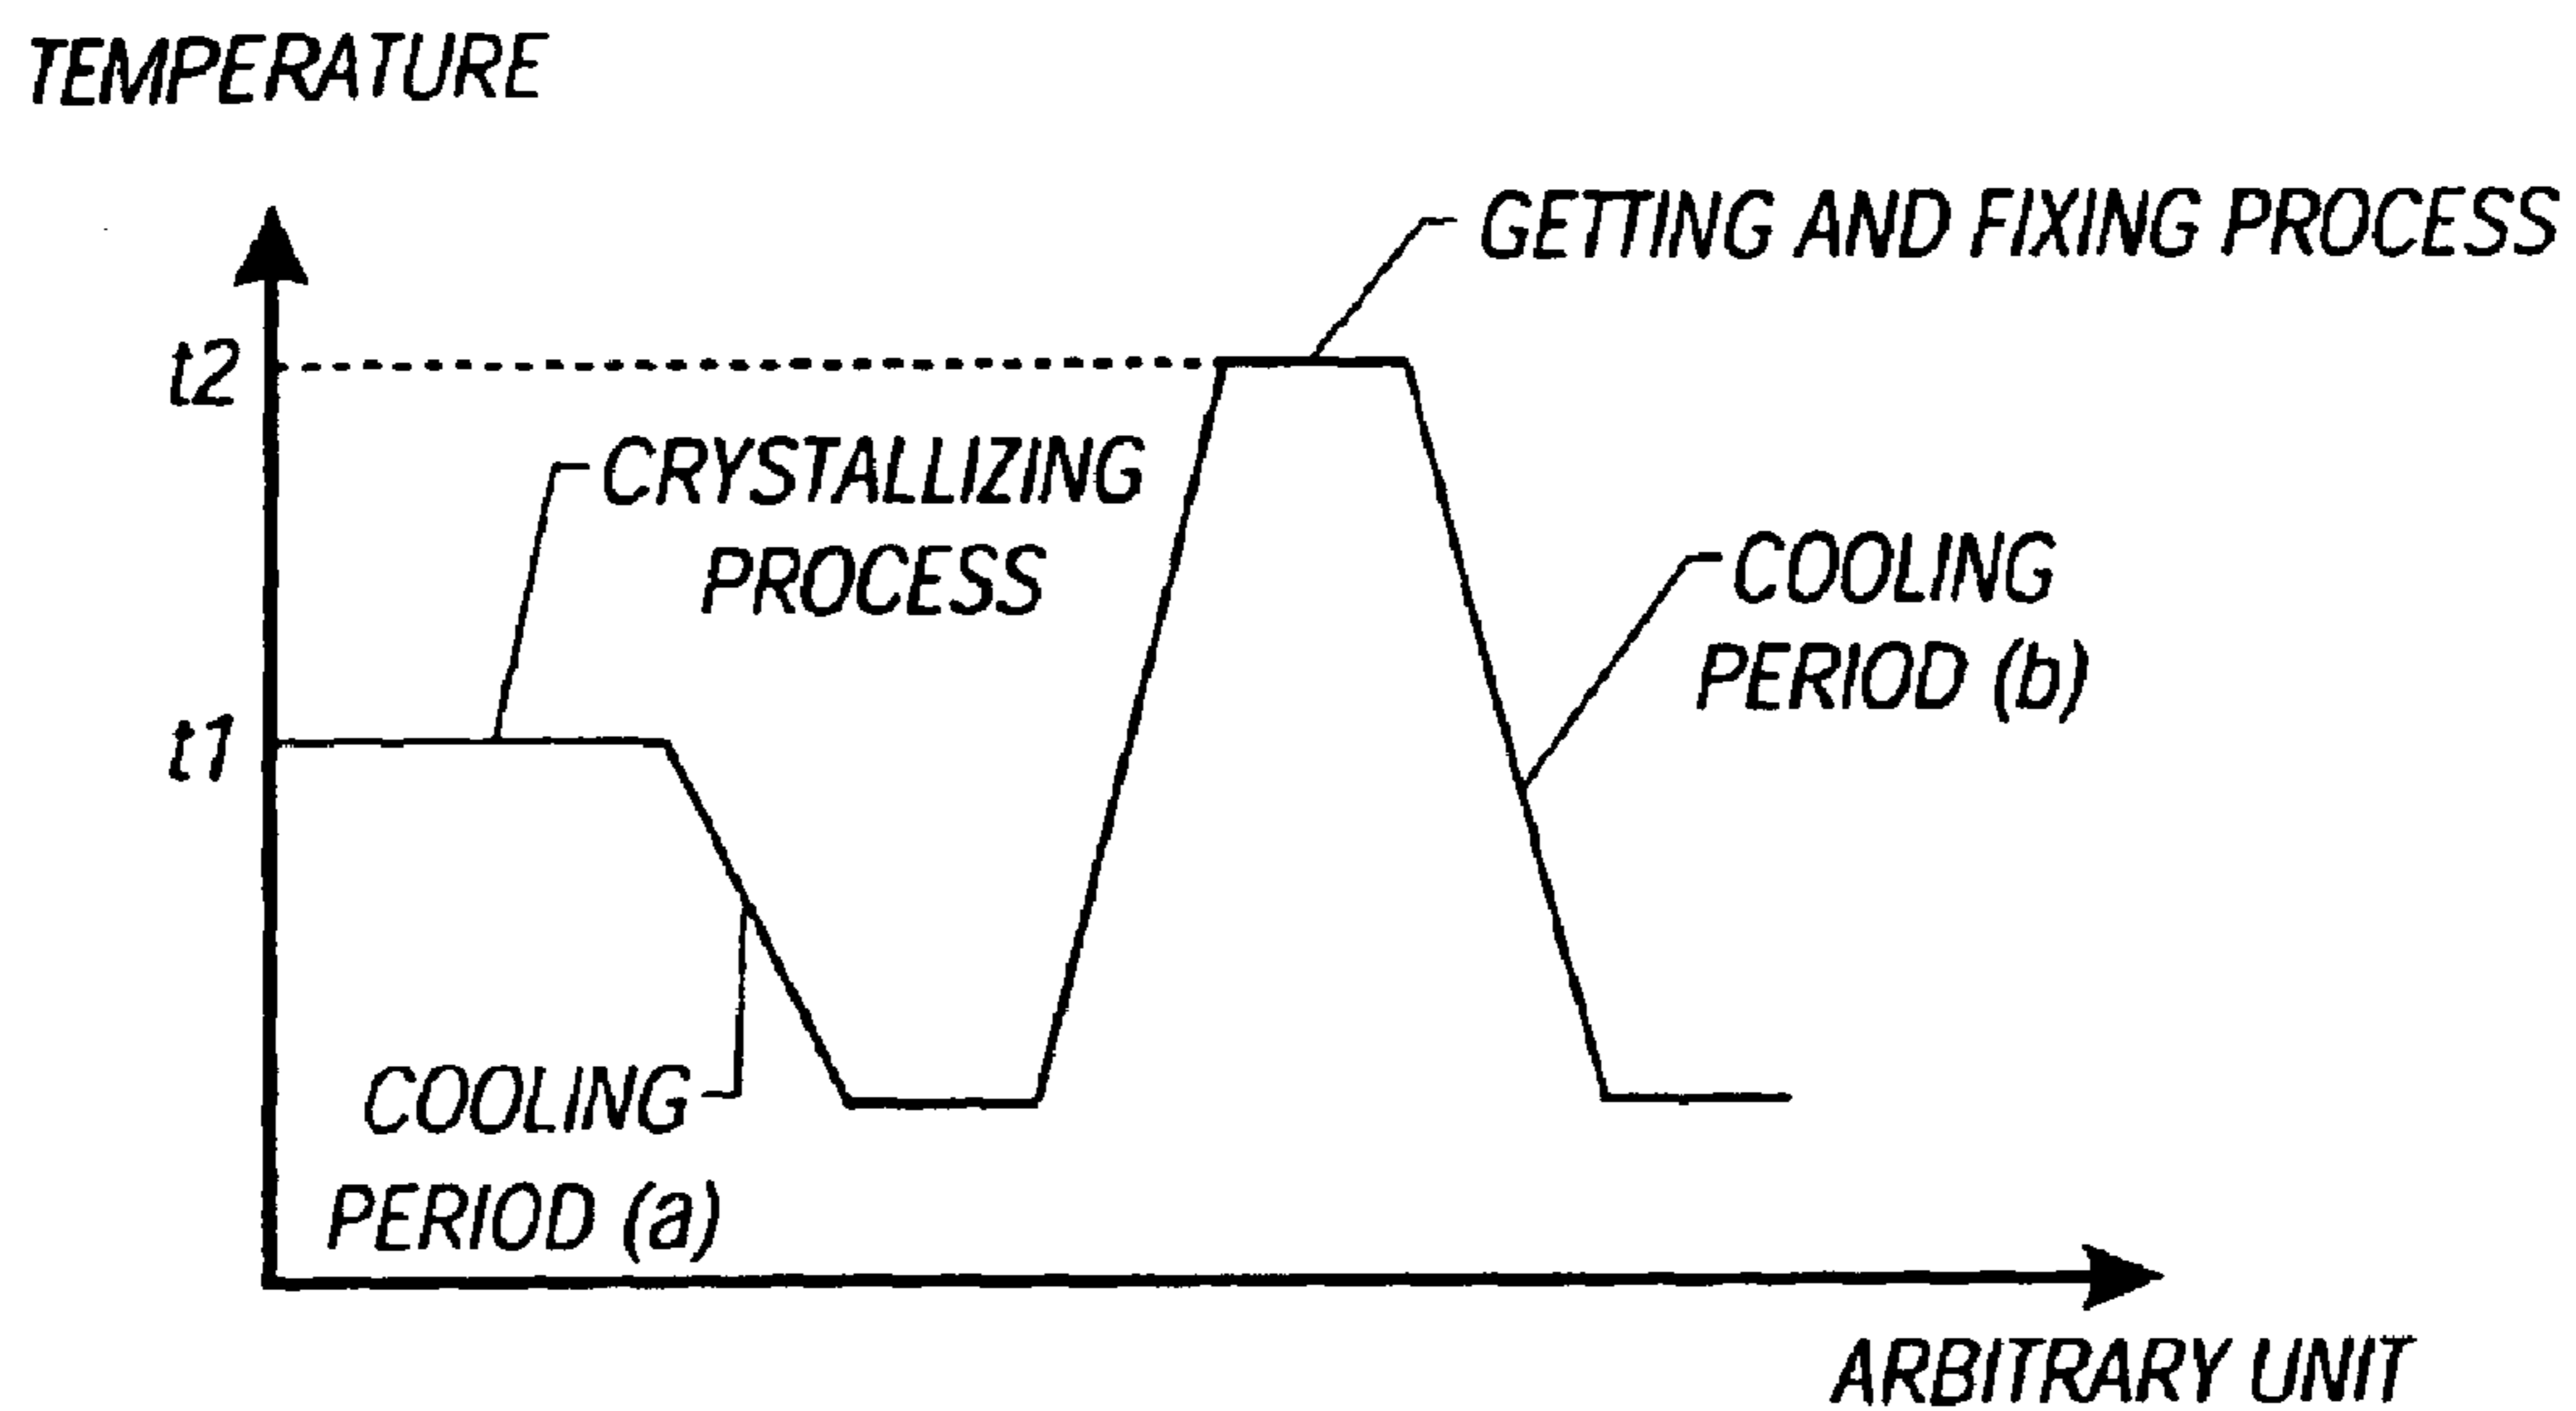 TEMPERATURE
GETTING AND FIXING PROCESS
t2
CRYSTALLIZING
PROCESS
COOLING
PERIOD (b)
t1
COOLING
PERIOD (a)
ARBITRARY UNIT